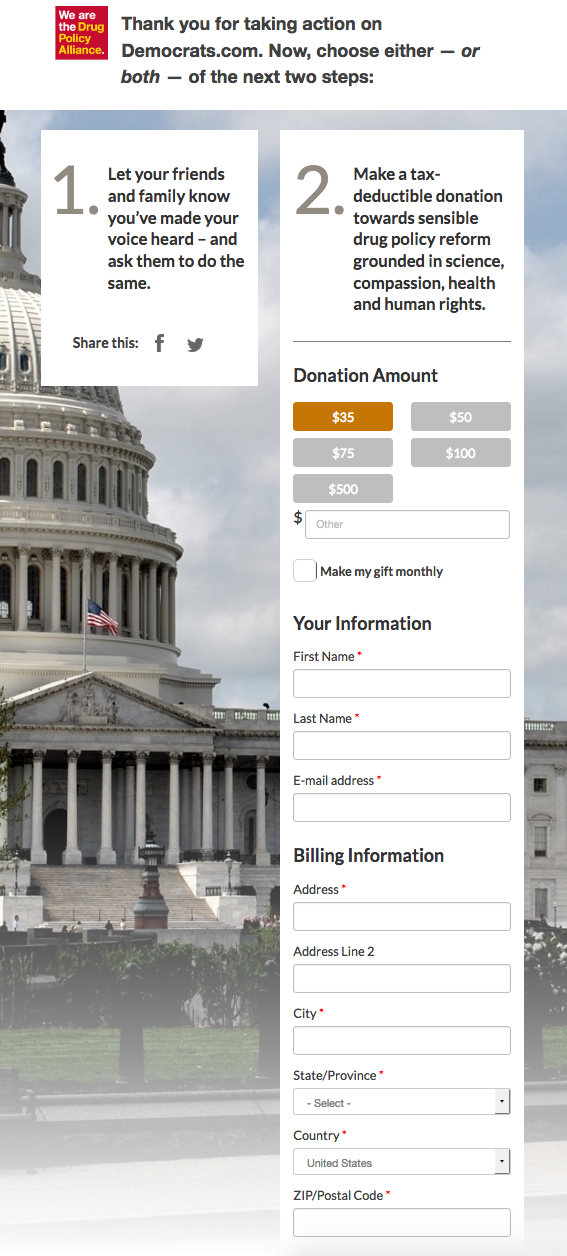 We are
the Drug
Policy
Alliance.
Thank you for taking action on
Democrats.com. Now, choose either — or
both — of the next two steps:
1.
Let your friends
and family know
you've made your
voice heard – and
ask them to do the
same.
Share this:
2.
Make a tax-
deductible donation
towards sensible
drug policy reform
grounded in science,
compassion, health
and human rights.
Donation Amount
$35
$50
$75
$100
$500
$ Other
Make my gift monthly
Your Information
First Name *
Last Name *
E-mail address *
Billing Information
Address *
Address Line 2
City *
State/Province *
- Select -
Country *
United States
ZIP/Postal Code *